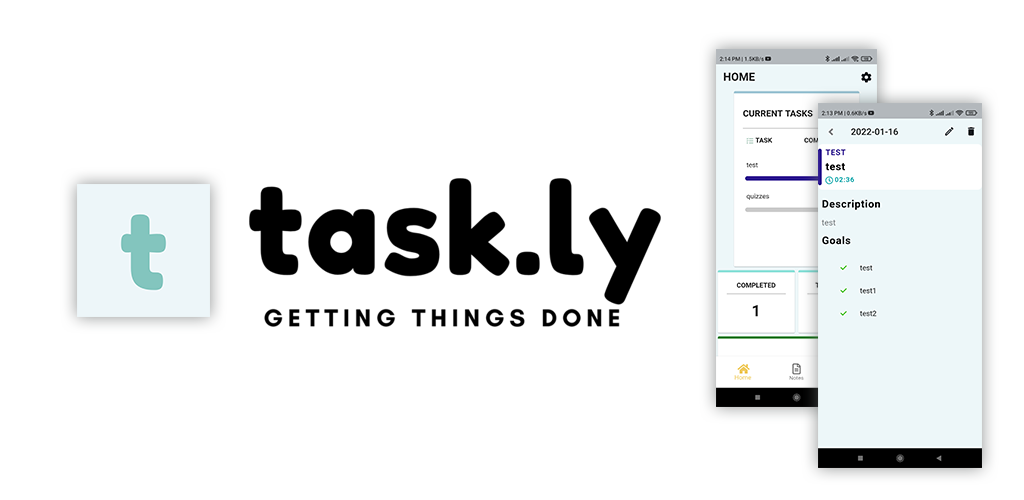 t
task.ly
GETTING THINGS DONE
2:14 PM | 1.5KB/s
HOME
CURRENT TASKS
TASK
test
quizzes
COMPLETED
1
Home
Notes
2:13 PM | 0.6KB/s
2022-01-16
TEST
test
02:36
Description
test
Goals
test
test1
test2